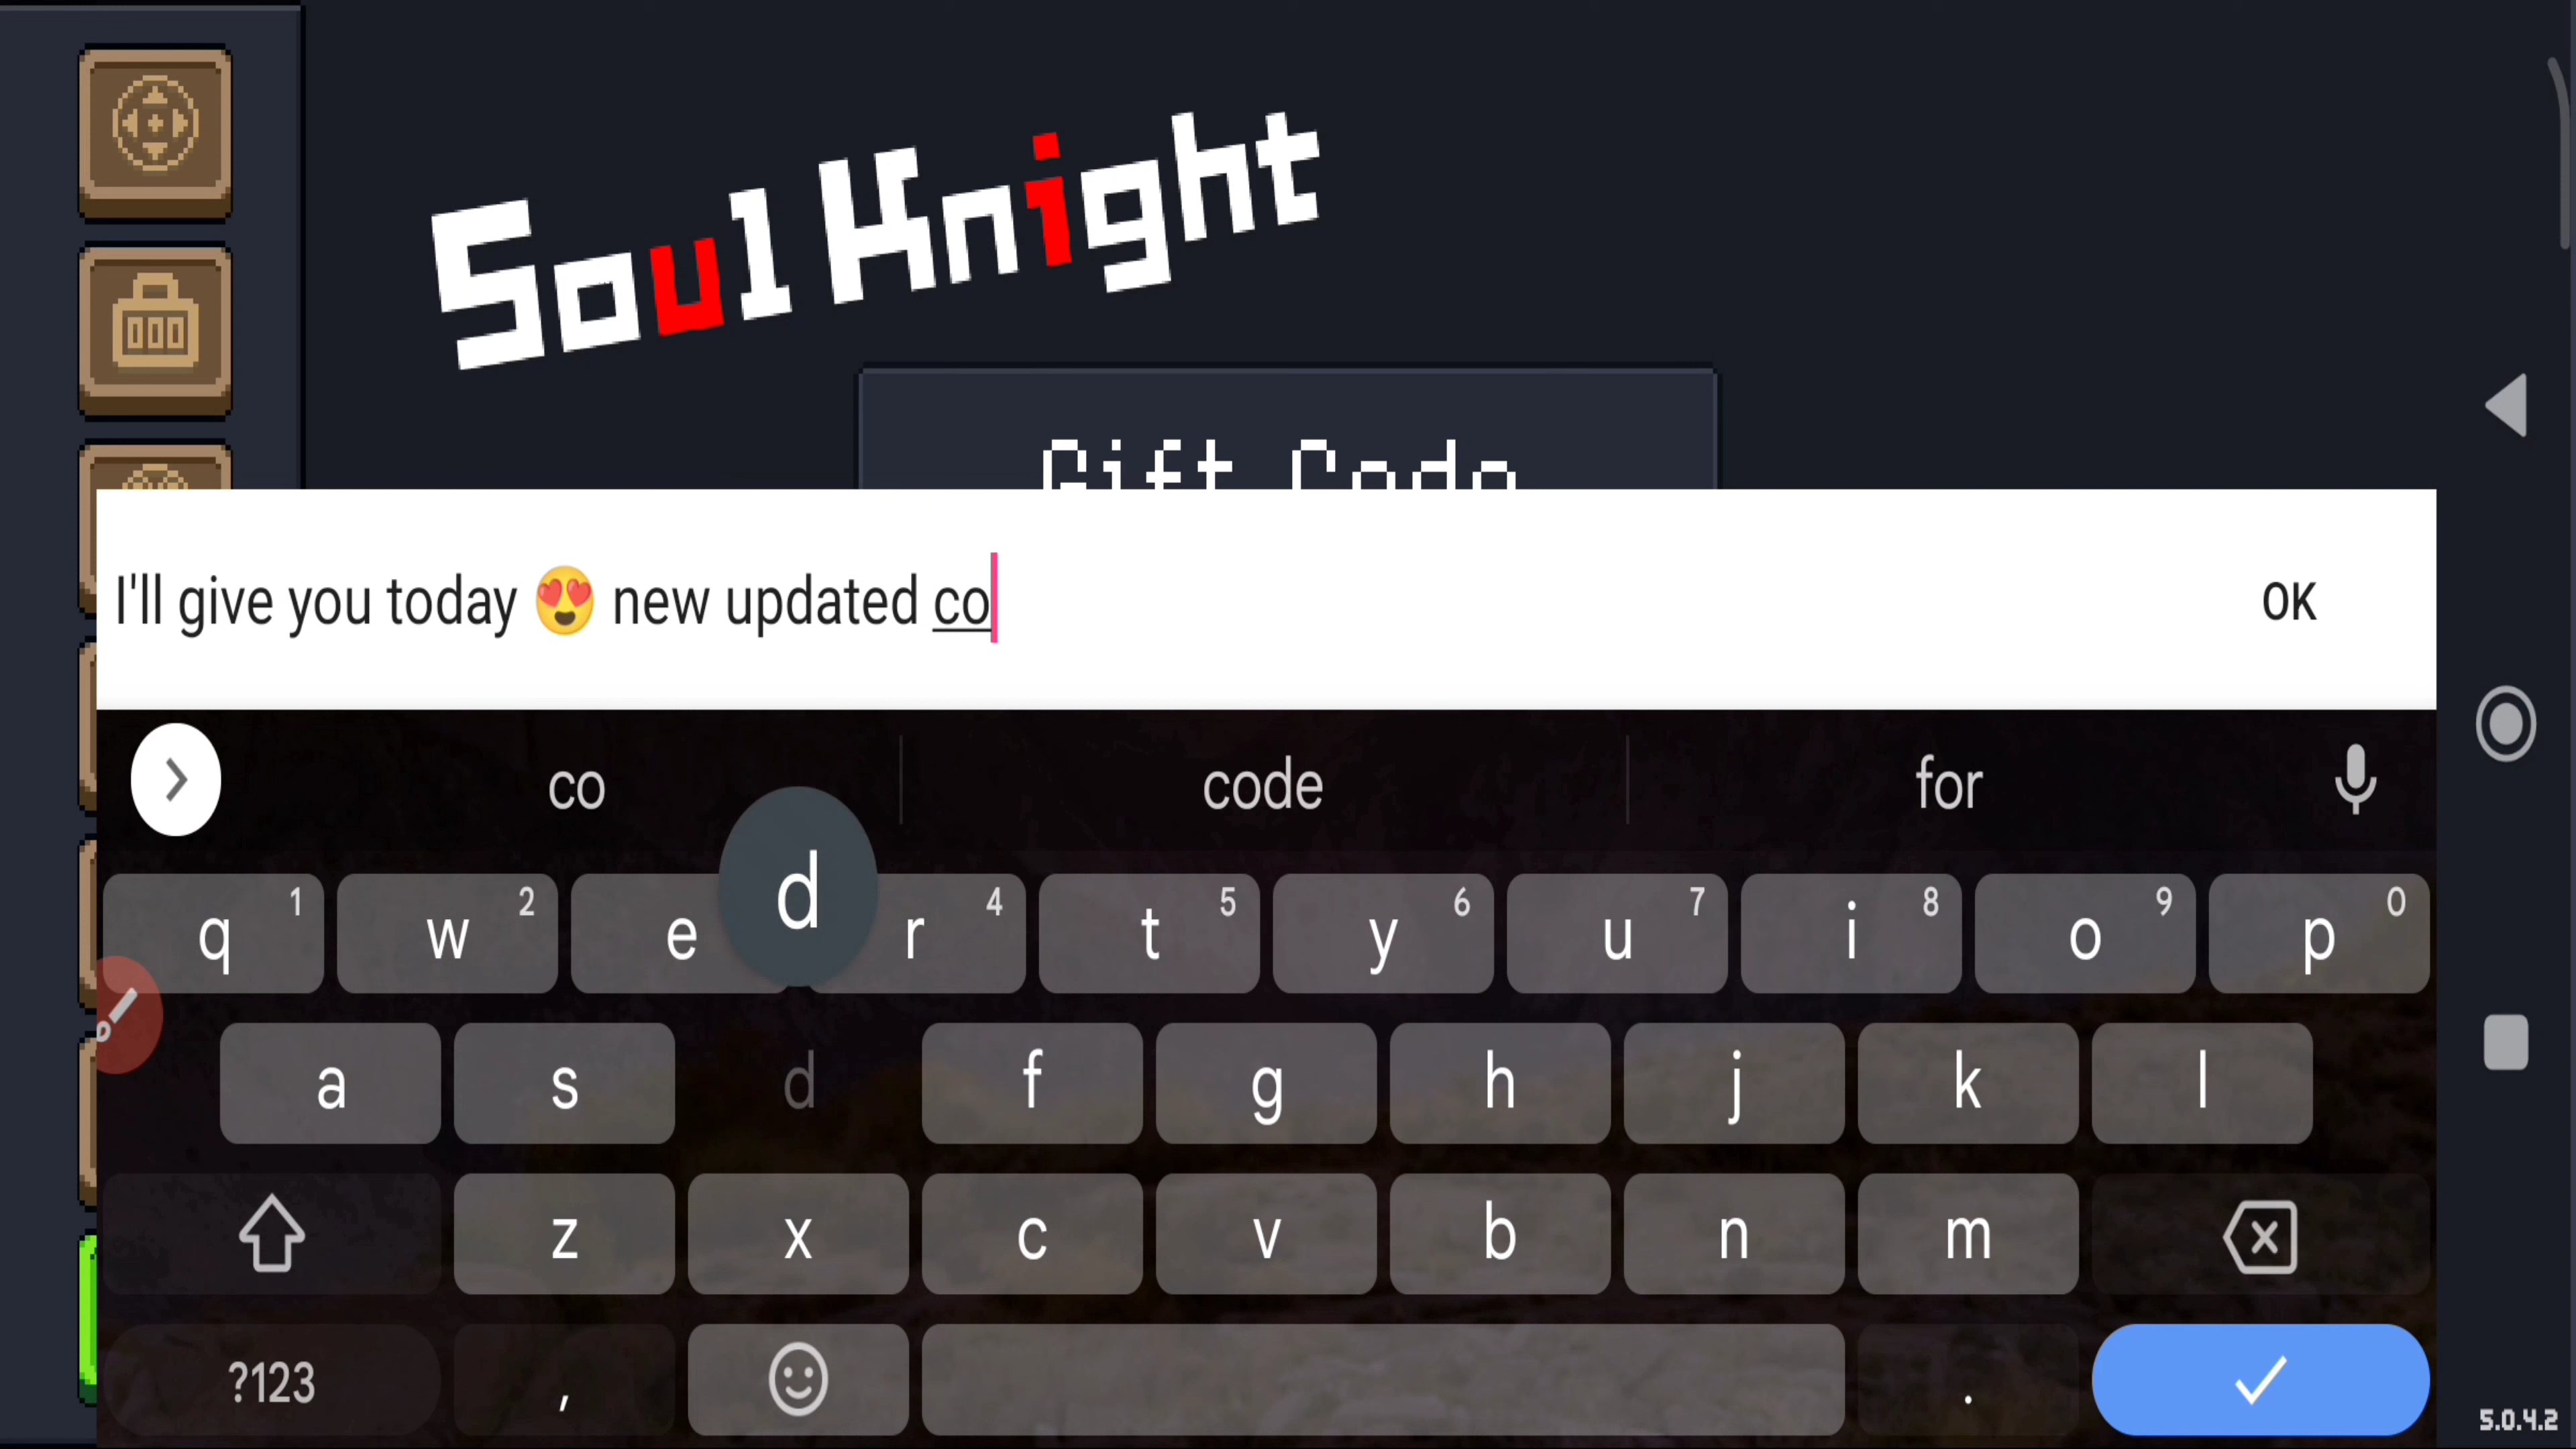 Soul Knight
Gift Code
I'll give you today 😍 new updated co
OK
co code for
d
q 1 w 2 e r 4 t 5 y 6 u 7 i 8 o 9 p 0
a s d f g h j k l
z x c v b n m
?123 , .
5.0.4.2